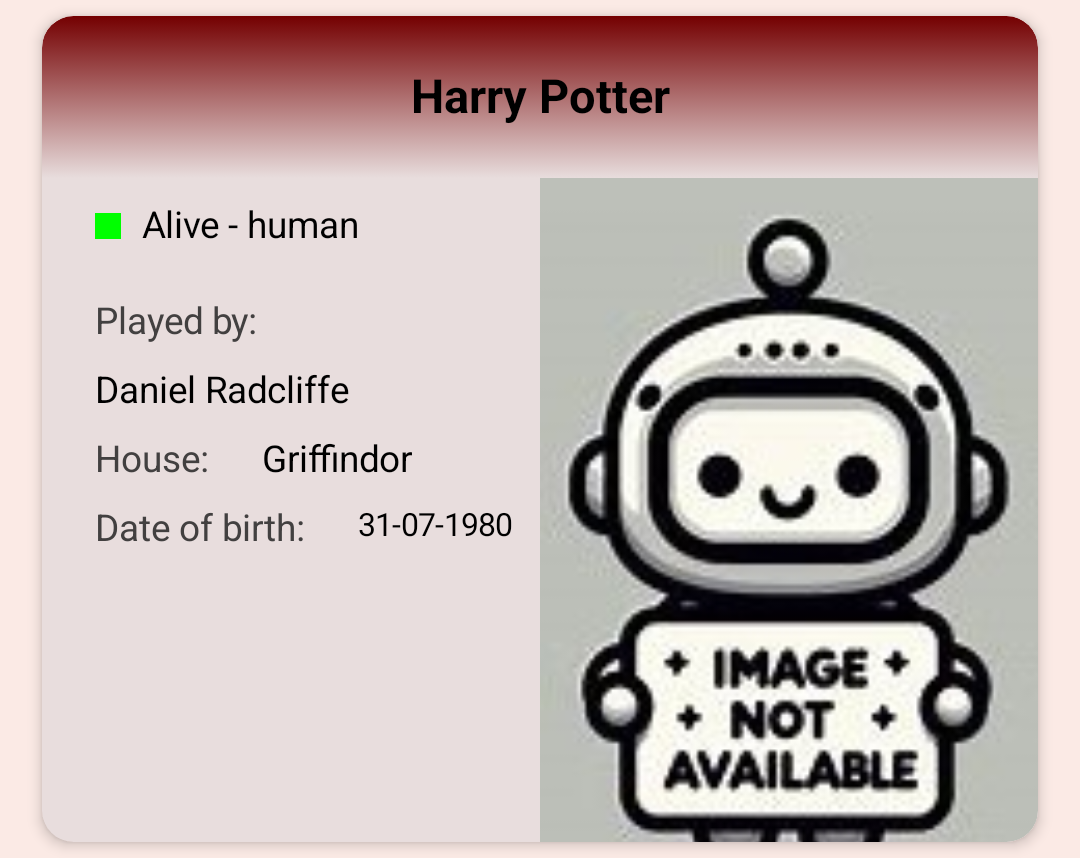 Harry Potter
Alive - human
Played by:
Daniel Radcliffe
House: Griffindor
Date of birth: 31-07-1980
IMAGE
NOT
AVAILABLE